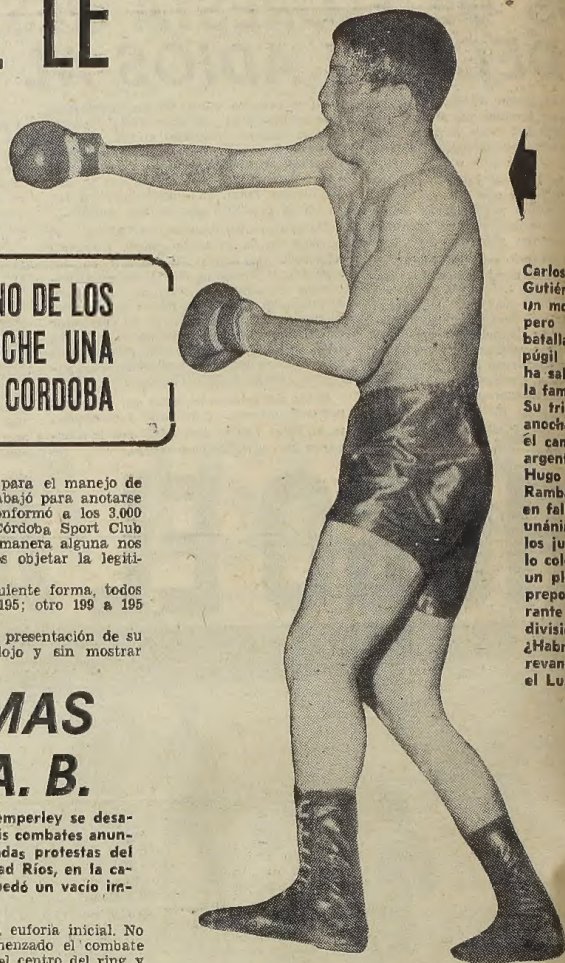 LE
NO DE LOS
CHE UNA
CORDOBA
para el manejo de
bajó para anotarse
onformó a los 3.000
Córdoba Sport Club
manera alguna nos
s objetar la legiti-
uiente forma, todos
195; otro 199 a 195
presentación de su
lojo y sin mostrar
MAS
A. B.
emperley se desa-
is combates anun-
das protestas del
ad Ríos, en la ca-
uedó un vacío im-
euforia inicial. No
menzado el combate
el centro del ring y
Carlos
Gutiér
un mo
pero
batalla
púgil
ha sal
la fam
Su tri
anoch
el cam
argent
Hugo
Ramb
en fal
unáni
los ju
lo colo
un pl
prepo
rante
divisi
¿Habr
revan
el Lu